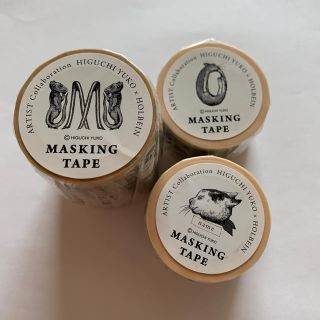 ARTIST Collaboration HIGUCHI YUKO × HOLBEIN
© HIGUCHI YUKO
MASKING
TAPE
ARTIST Collaboration HIGUCHI YUKO × HOLBEIN
© HIGUCHI YUKO
MASKING
TAPE
ARTIST Collaboration HIGUCHI YUKO × HOLBEIN
name
© HIGUCHI YUKO
MASKING
TAPE